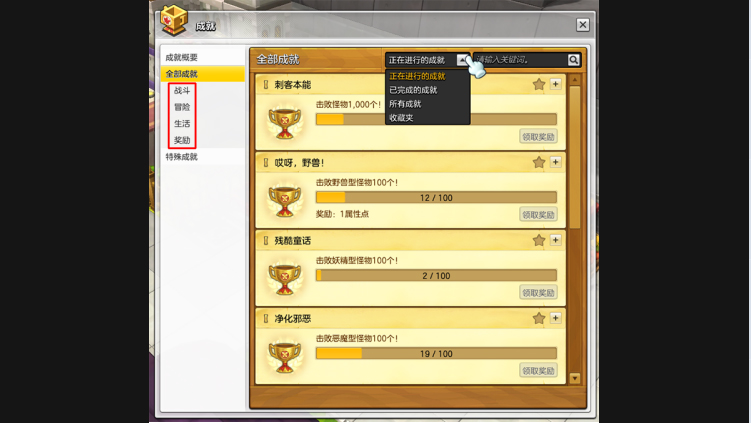 成就
成就概要
全部成就
战斗
冒险
生活
奖励
特殊成就
全部成就
正在进行的成就
请输入关键词。
正在进行的成就
已完成的成就
所有成就
收藏夹
刺客本能
击败怪物1,000个!
领取奖励
哎呀，野兽!
击败野兽型怪物100个!
12 / 100
奖励: 1属性点
领取奖励
残酷童话
击败妖精型怪物100个!
2 / 100
领取奖励
净化邪恶
击败恶魔型怪物100个!
19 / 100
领取奖励